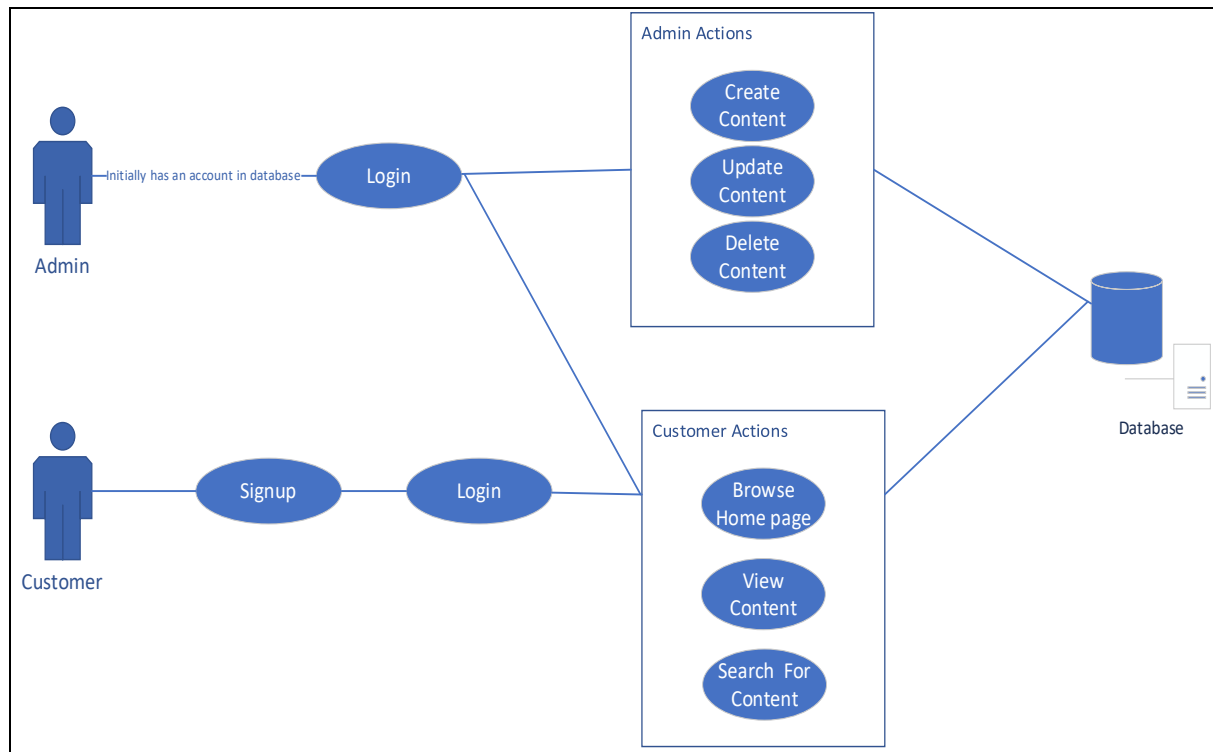 Admin Actions
Create
Content
Update
Content
Delete
Content
Initially has an account in database
Login
Admin
Customer Actions
Browse
Home page
View
Content
Search For
Content
Signup
Login
Customer
Database